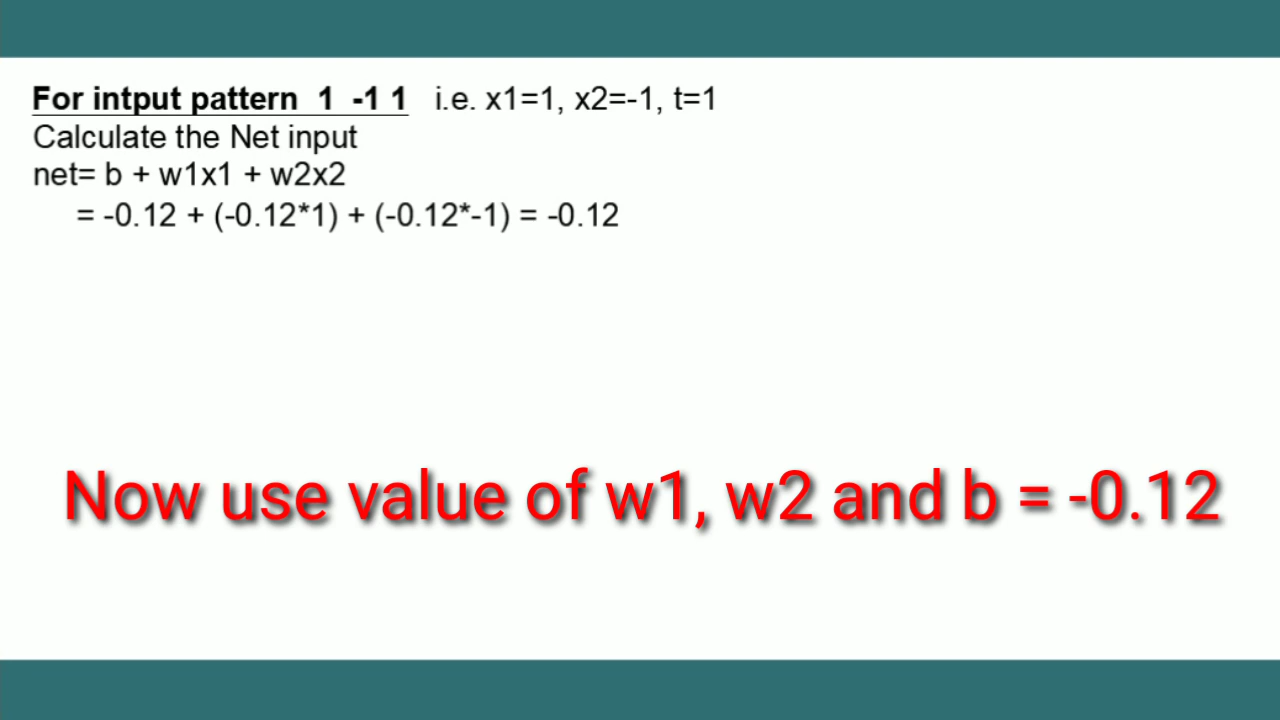 For intput pattern 1 -1 1 i.e. x1=1, x2=-1, t=1
Calculate the Net input
net= b + w1x1 + w2x2
= -0.12 + (-0.12*1) + (-0.12*-1) = -0.12
Now use value of w1, w2 and b = -0.12